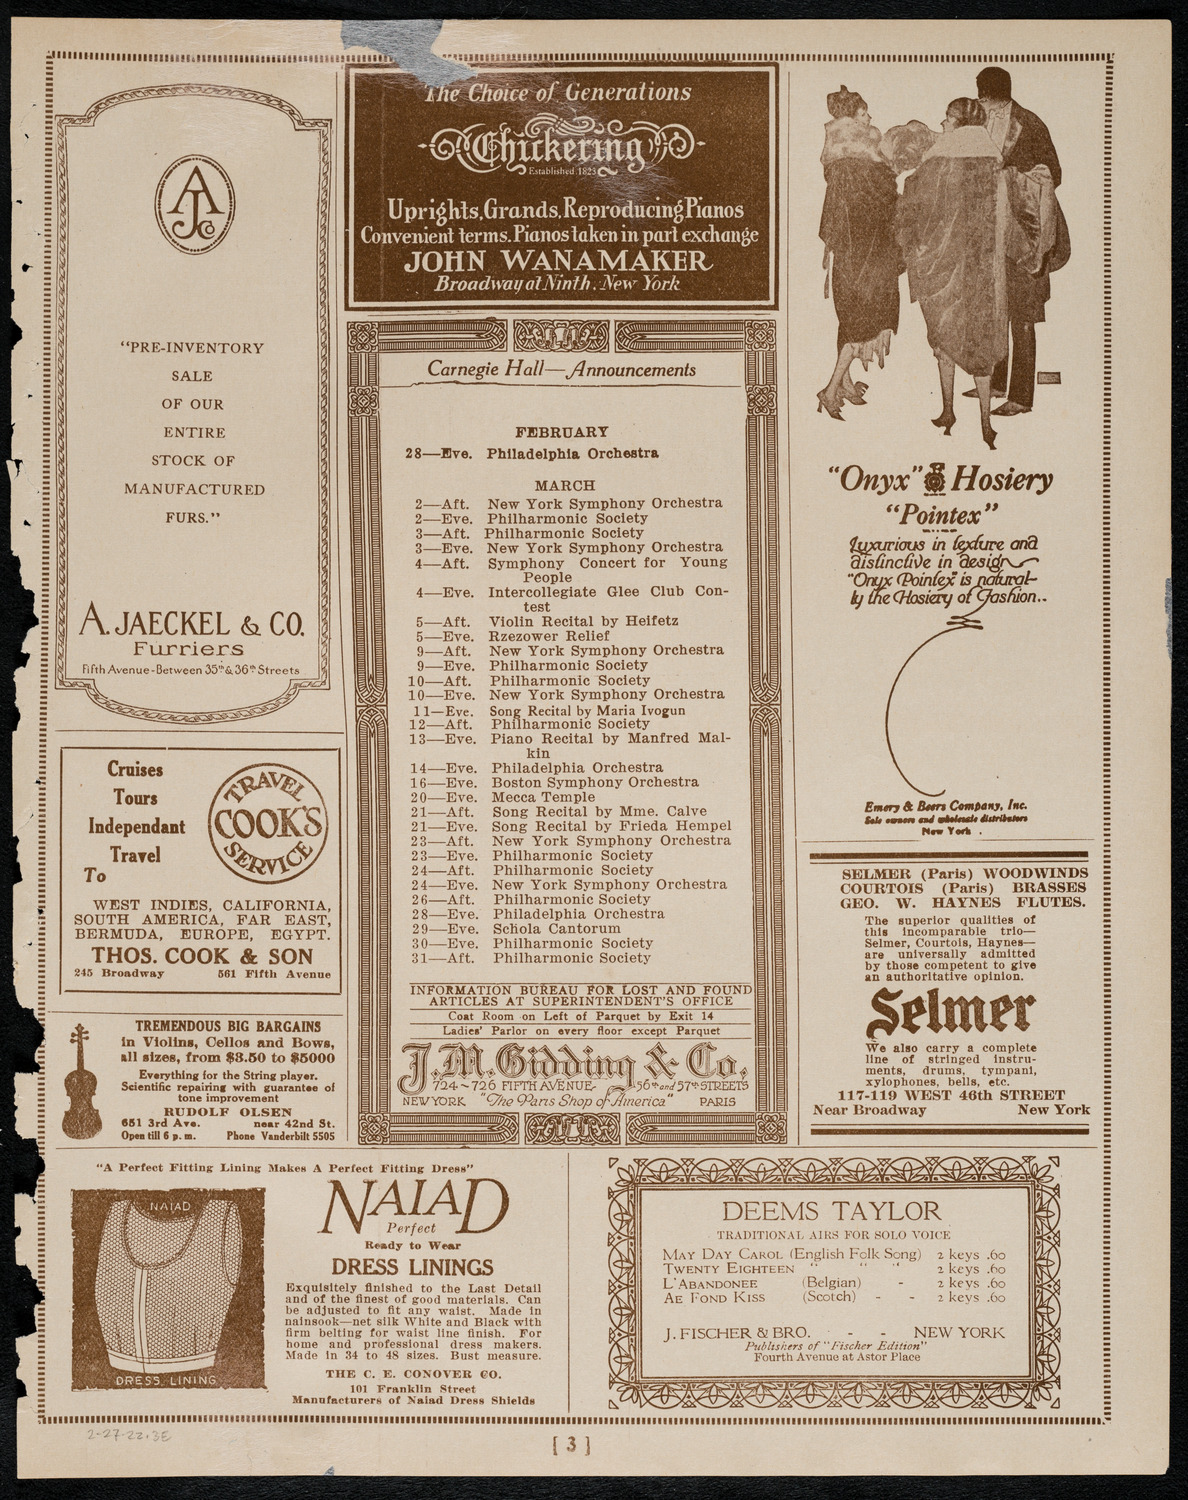 AJCo
"PRE-INVENTORY
SALE
OF OUR
ENTIRE
STOCK OF
MANUFACTURED
FURS."
A. JAECKEL & CO.
Furriers
Fifth Avenue-Between 35th & 36th Streets
Cruises
Tours
Independant
Travel
To
TRAVEL
COOK'S
SERVICE
WEST INDIES, CALIFORNIA,
SOUTH AMERICA, FAR EAST,
BERMUDA, EUROPE, EGYPT.
THOS. COOK & SON
245 Broadway 561 Fifth Avenue
TREMENDOUS BIG BARGAINS
in Violins, Cellos and Bows,
all sizes, from $3.50 to $5000
Everything for the String player.
Scientific repairing with guarantee of
tone improvement
RUDOLF OLSEN
651 3rd Ave. near 42nd St.
Open till 6 p. m. Phone Vanderbilt 5505
The Choice of Generations
Chickering
Established 1823
Uprights, Grands, Reproducing Pianos
Convenient terms. Pianos taken in part exchange
JOHN WANAMAKER
Broadway at Ninth, New York
Carnegie Hall—Announcements
FEBRUARY
28—Eve. Philadelphia Orchestra
MARCH
2—Aft. New York Symphony Orchestra
2—Eve. Philharmonic Society
3—Aft. Philharmonic Society
3—Eve. New York Symphony Orchestra
4—Aft. Symphony Concert for Young
People
4—Eve. Intercollegiate Glee Club Con-
test
5—Aft. Violin Recital by Heifetz
5—Eve. Rzezower Relief
9—Aft. New York Symphony Orchestra
9—Eve. Philharmonic Society
10—Aft. Philharmonic Society
10—Eve. New York Symphony Orchestra
11—Eve. Song Recital by Maria Ivogun
12—Aft. Philharmonic Society
13—Eve. Piano Recital by Manfred Mal-
kin
14—Eve. Philadelphia Orchestra
16—Eve. Boston Symphony Orchestra
20—Eve. Mecca Temple
21—Aft. Song Recital by Mme. Calve
21—Eve. Song Recital by Frieda Hempel
23—Aft. New York Symphony Orchestra
23—Eve. Philharmonic Society
24—Aft. Philharmonic Society
24—Eve. New York Symphony Orchestra
26—Aft. Philharmonic Society
28—Eve. Philadelphia Orchestra
29—Eve. Schola Cantorum
30—Eve. Philharmonic Society
31—Aft. Philharmonic Society
INFORMATION BUREAU FOR LOST AND FOUND
ARTICLES AT SUPERINTENDENT'S OFFICE
Coat Room on Left of Parquet by Exit 14
Ladies' Parlor on every floor except Parquet
J.M. Gidding & Co.
724~726 FIFTH AVENUE- 56th and 57th STREETS
NEW YORK "The Paris Shop of America" PARIS
"Onyx" Hosiery
"Pointex"
Luxurious in texture and
distinctive in design
"Onyx Pointex" is natural-
ly the Hosiery of Fashion..
Emery & Beers Company, Inc.
Sole owners and wholesale distributors
New York .
SELMER (Paris) WOODWINDS
COURTOIS (Paris) BRASSES
GEO. W. HAYNES FLUTES.
The superior qualities of
this incomparable trio—
Selmer, Courtois, Haynes—
are universally admitted
by those competent to give
an authoritative opinion.
Selmer
We also carry a complete
line of stringed instru-
ments, drums, tympani,
xylophones, bells, etc.
117-119 WEST 46th STREET
Near Broadway New York
"A Perfect Fitting Lining Makes A Perfect Fitting Dress"
NAIAD
DRESS LINING
NAIAD
Perfect
Ready to Wear
DRESS LININGS
Exquisitely finished to the Last Detail
and of the finest of good materials. Can
be adjusted to fit any waist. Made in
nainsook—net silk White and Black with
firm belting for waist line finish. For
home and professional dress makers.
Made in 34 to 48 sizes. Bust measure.
THE C. E. CONOVER CO.
101 Franklin Street
Manufacturers of Naiad Dress Shields
DEEMS TAYLOR
TRADITIONAL AIRS FOR SOLO VOICE
MAY DAY CAROL (English Folk Song) 2 keys .60
TWENTY EIGHTEEN " " " 2 keys .60
L'ABANDONEE (Belgian) - 2 keys .60
AE FOND KISS (Scotch) - - 2 keys .60
J. FISCHER & BRO. - - NEW YORK
Publishers of "Fischer Edition"
Fourth Avenue at Astor Place
2-27-22.3E
[ 3 ]